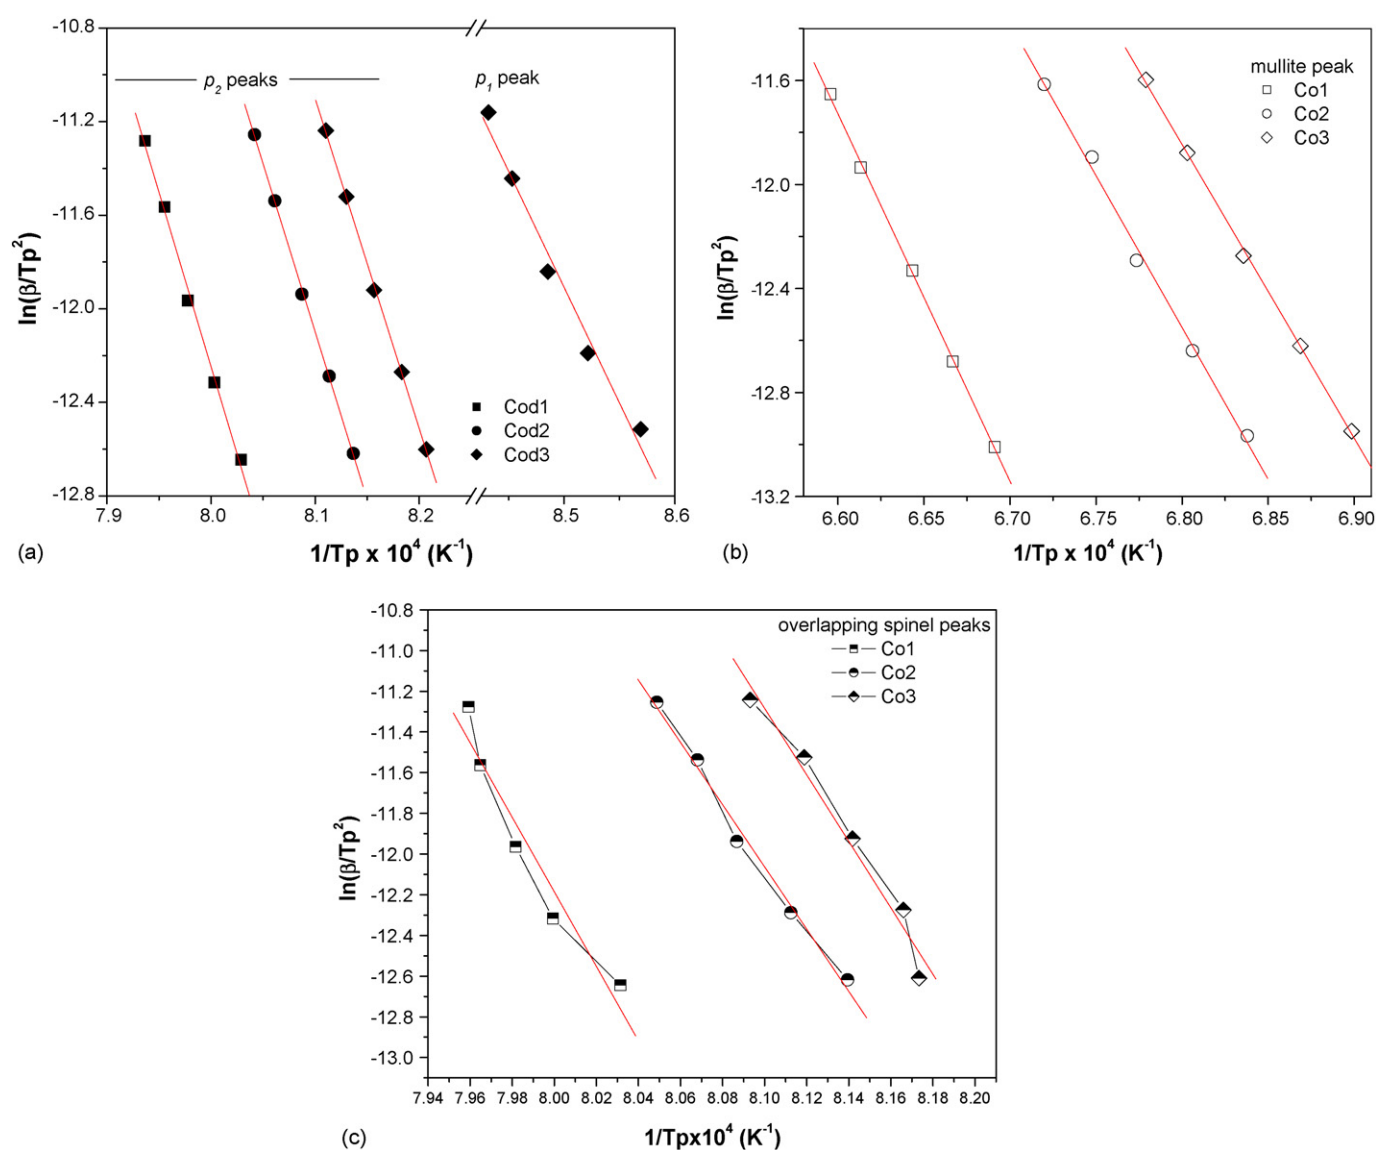 -10.8
-11.2
-11.6
-12.0
-12.4
-12.8
ln(β/Tp²)
p₂ peaks
p₁ peak
Cod1
Cod2
Cod3
7.9 8.0 8.1 8.2 8.5 8.6
(a)
1/Tp x 10⁴ (K⁻¹)
-11.6
-12.0
-12.4
-12.8
-13.2
ln(β/Tp²)
mullite peak
Co1
Co2
Co3
6.60 6.65 6.70 6.75 6.80 6.85 6.90
(b)
1/Tp x 10⁴ (K⁻¹)
-10.8
-11.0
-11.2
-11.4
-11.6
-11.8
-12.0
-12.2
-12.4
-12.6
-12.8
-13.0
ln(β/Tp²)
overlapping spinel peaks
Co1
Co2
Co3
7.94 7.96 7.98 8.00 8.02 8.04 8.06 8.08 8.10 8.12 8.14 8.16 8.18 8.20
(c)
1/Tpx10⁴ (K⁻¹)